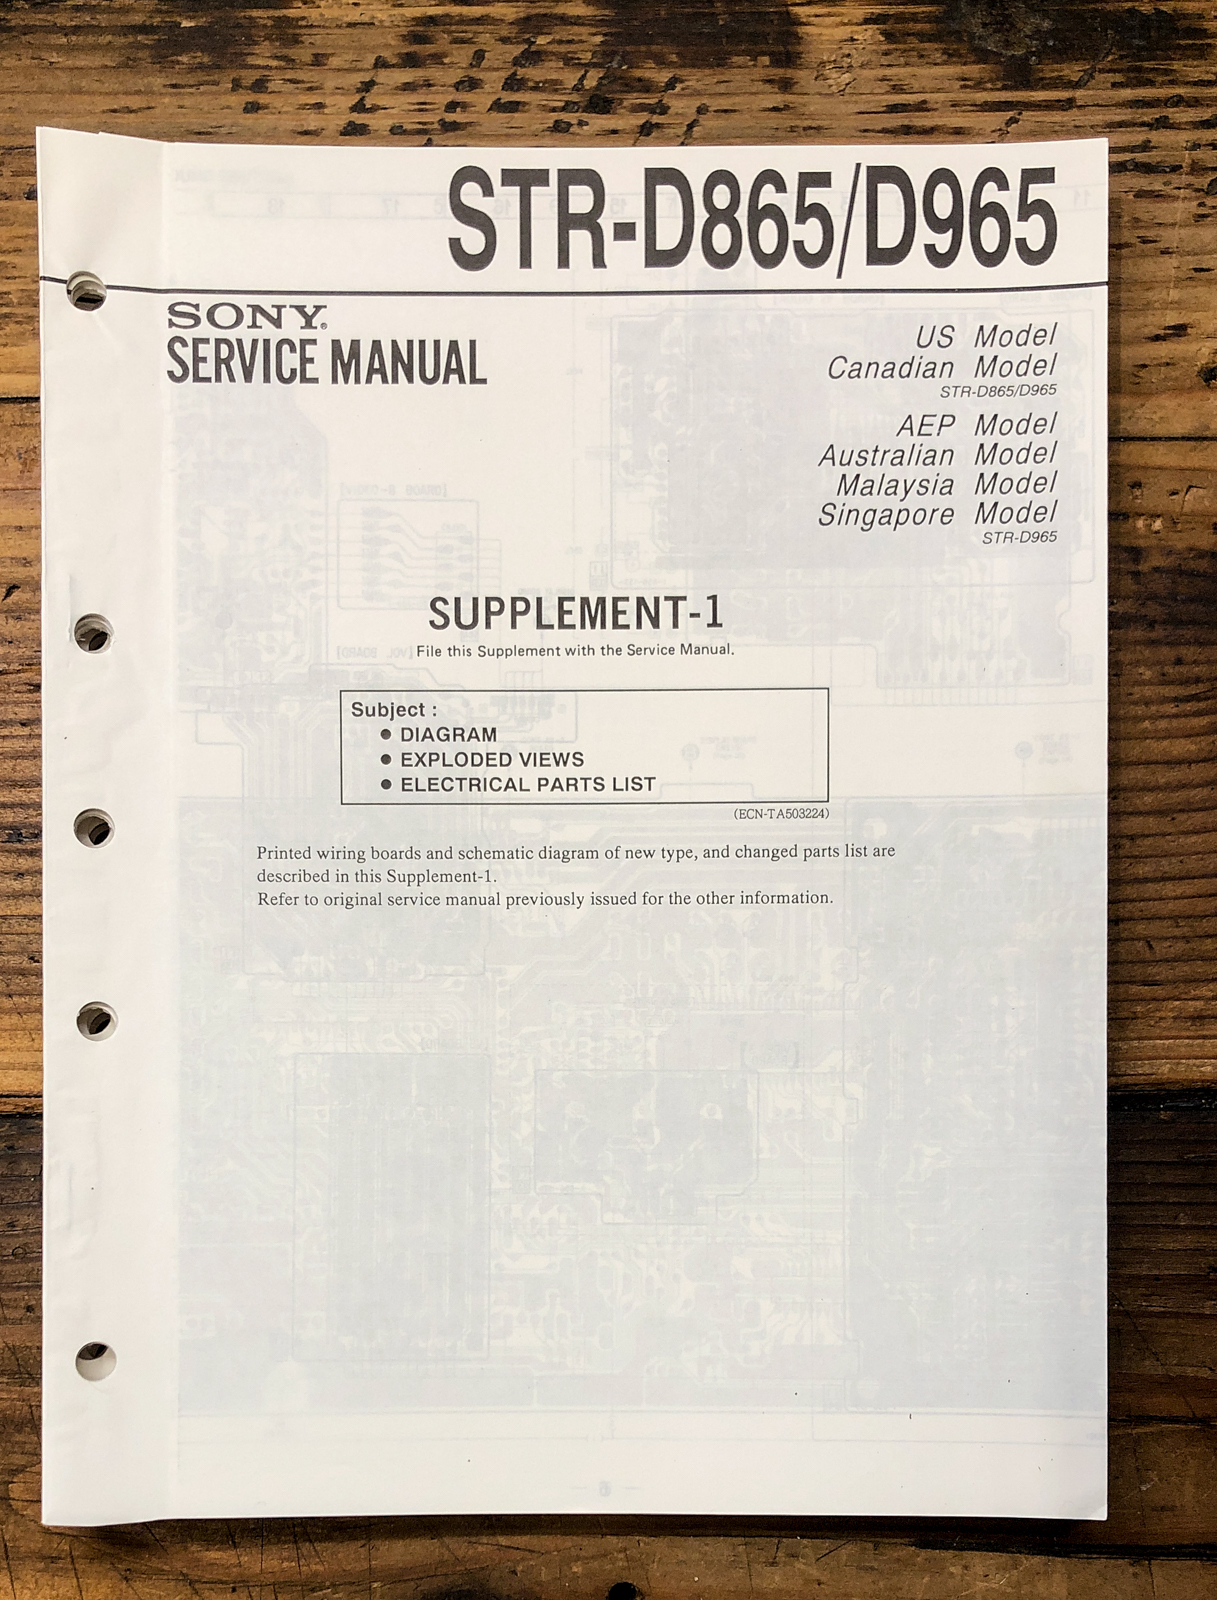 STR-D865/D965
SONY®
SERVICE MANUAL
US Model
Canadian Model
STR-D865/D965
AEP Model
Australian Model
Malaysia Model
Singapore Model
STR-D965
SUPPLEMENT-1
File this Supplement with the Service Manual.
Subject :
● DIAGRAM
● EXPLODED VIEWS
● ELECTRICAL PARTS LIST
(ECN-TA503224)
Printed wiring boards and schematic diagram of new type, and changed parts list are
described in this Supplement-1.
Refer to original service manual previously issued for the other information.